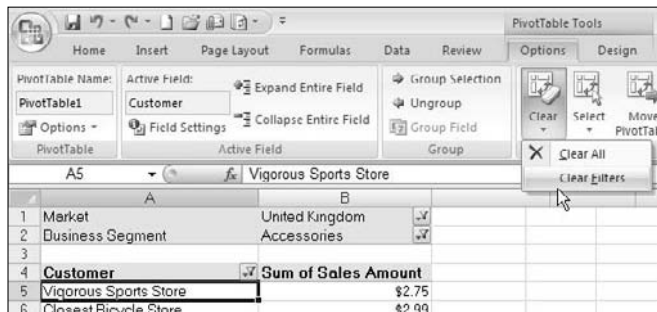 PivotTable Tools
Home Insert Page Layout Formulas Data Review Options Design
PivotTable Name:
PivotTable1
Options
PivotTable
Active Field:
Customer
Field Settings
Expand Entire Field
Collapse Entire Field
Active Field
Group Selection
Ungroup
Group Field
Group
Clear
Select
Move
PivotTal
Clear All
Clear Filters
A5 fx Vigorous Sports Store
A B
1 Market United Kingdom
2 Business Segment Accessories
3
4 Customer Sum of Sales Amount
5 Vigorous Sports Store $2.75
6 Closest Bicycle Store $2.99